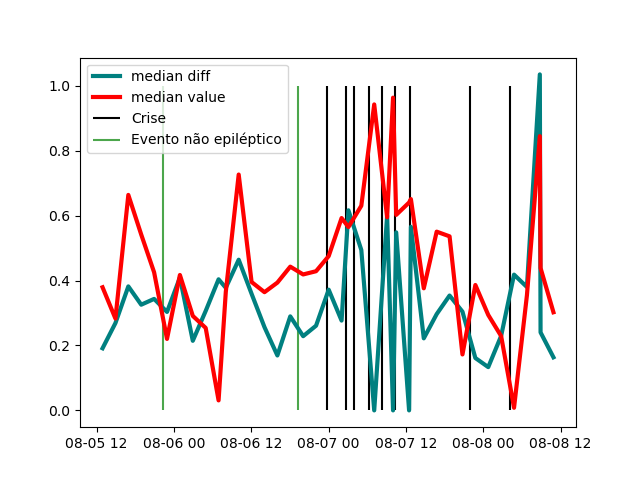 median diff
median value
Crise
Evento não epiléptico
1.0
0.8
0.6
0.4
0.2
0.0
08-05 12 08-06 00 08-06 12 08-07 00 08-07 12 08-08 00 08-08 12